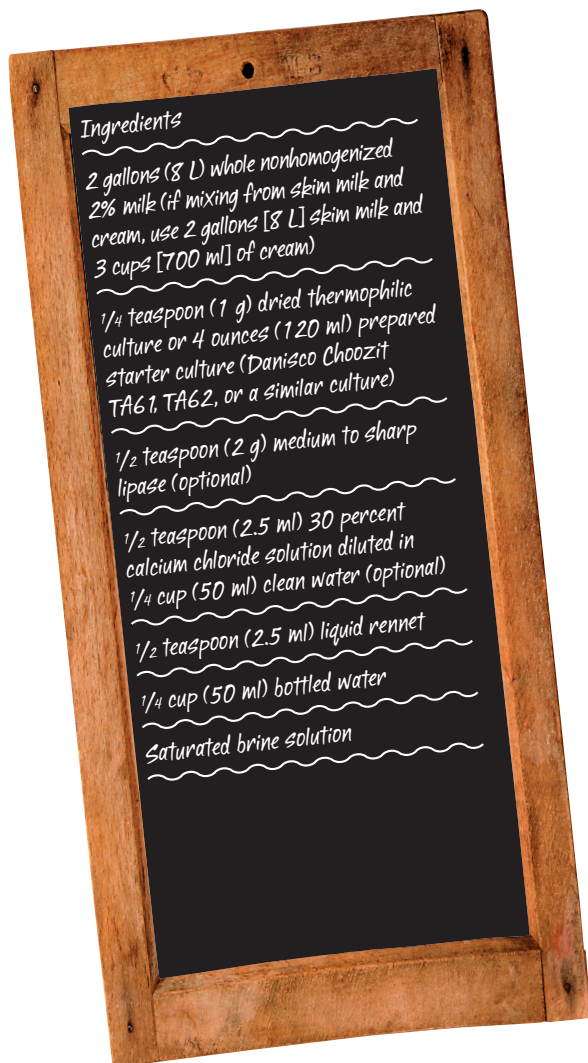 Ingredients
2 gallons (8 L) whole nonhomogenized
2% milk (if mixing from skim milk and
cream, use 2 gallons [8 L] skim milk and
3 cups [700 ml] of cream)
1/4 teaspoon (1 g) dried thermophilic
culture or 4 ounces (120 ml) prepared
starter culture (Danisco Choozit
TA61, TA62, or a similar culture)
1/2 teaspoon (2 g) medium to sharp
lipase (optional)
1/2 teaspoon (2.5 ml) 30 percent
calcium chloride solution diluted in
1/4 cup (50 ml) clean water (optional)
1/2 teaspoon (2.5 ml) liquid rennet
1/4 cup (50 ml) bottled water
Saturated brine solution